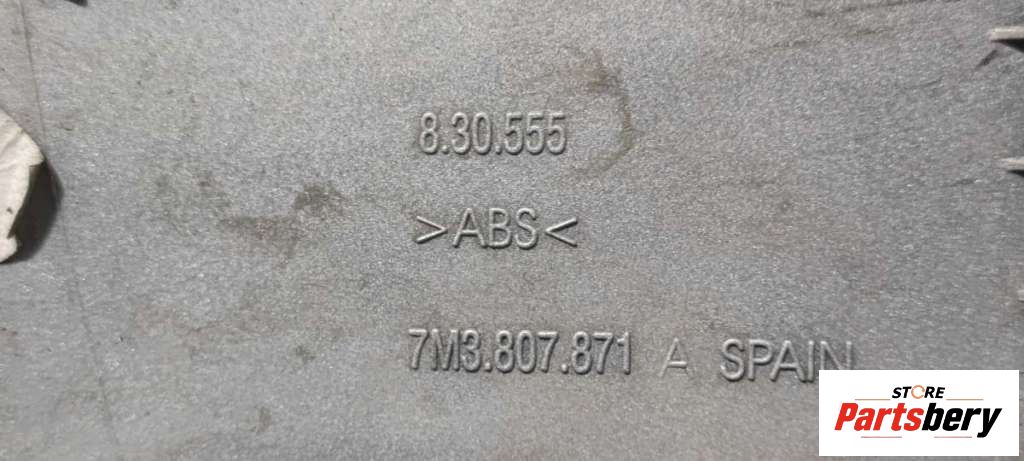 8.30.555
>ABS<
7M3.807.871 A SPAIN
STORE
Partsbery